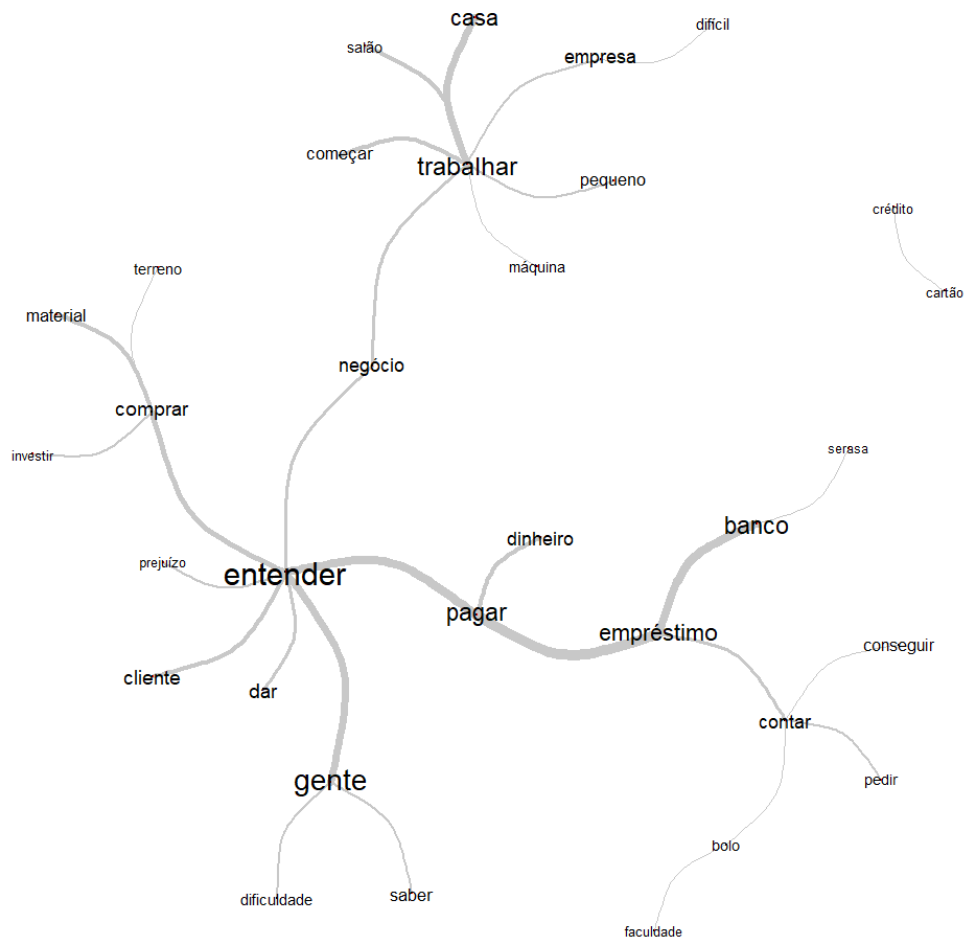 casa
difícil
salão
empresa
começar
trabalhar
pequeno
crédito
máquina
terreno
cartão
material
negócio
comprar
serasa
investir
banco
dinheiro
prejuízo
entender
pagar
empréstimo
conseguir
cliente
dar
contar
gente
pedir
bolo
dificuldade
saber
faculdade